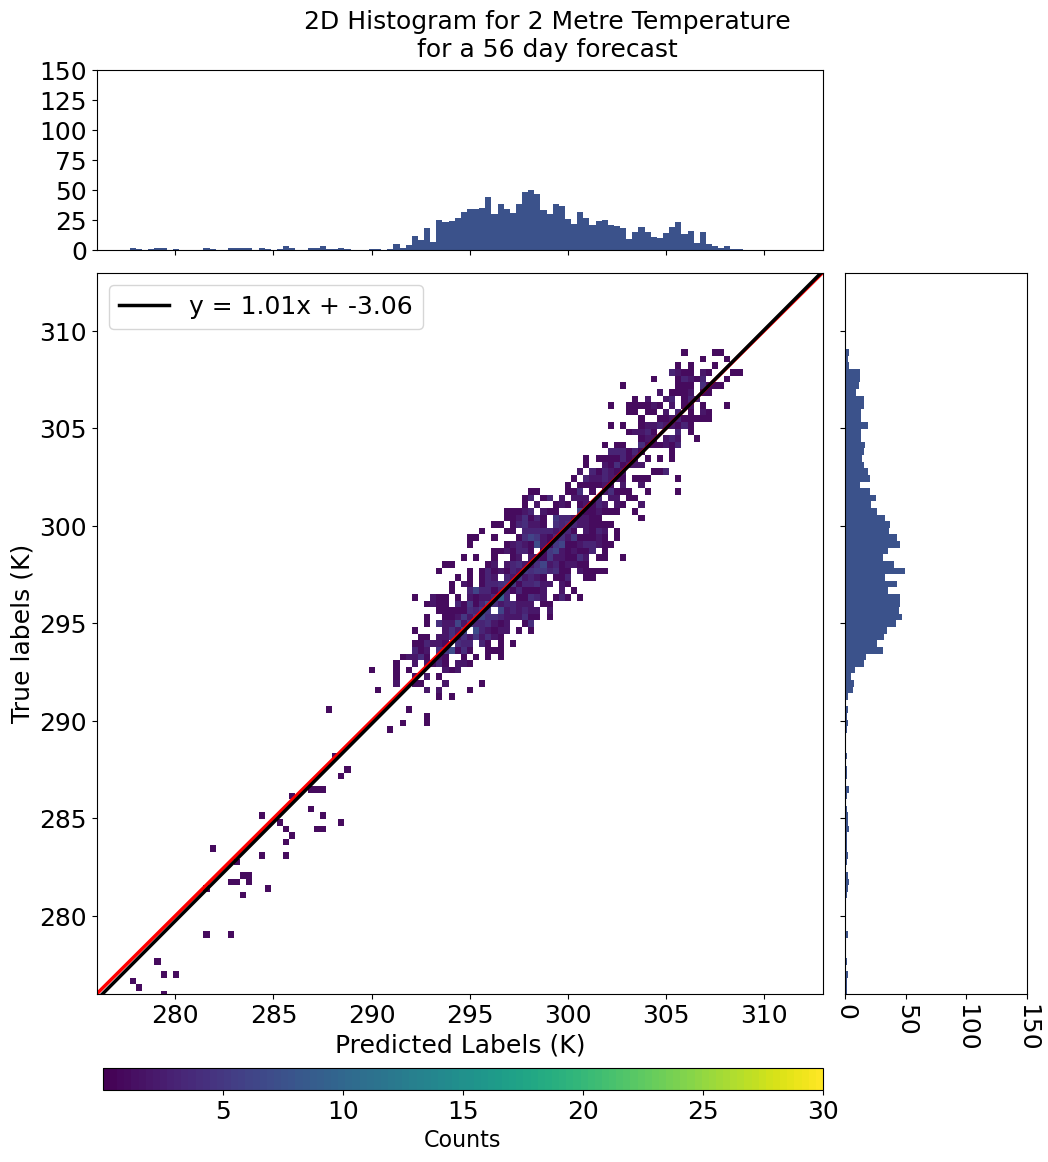 2D Histogram for 2 Metre Temperature
for a 56 day forecast
150
125
100
75
50
25
0
y = 1.01x + -3.06
310
305
300
295
290
285
280
True labels (K)
280 285 290 295 300 305 310
Predicted Labels (K)
0 50 100 150
5 10 15 20 25 30
Counts